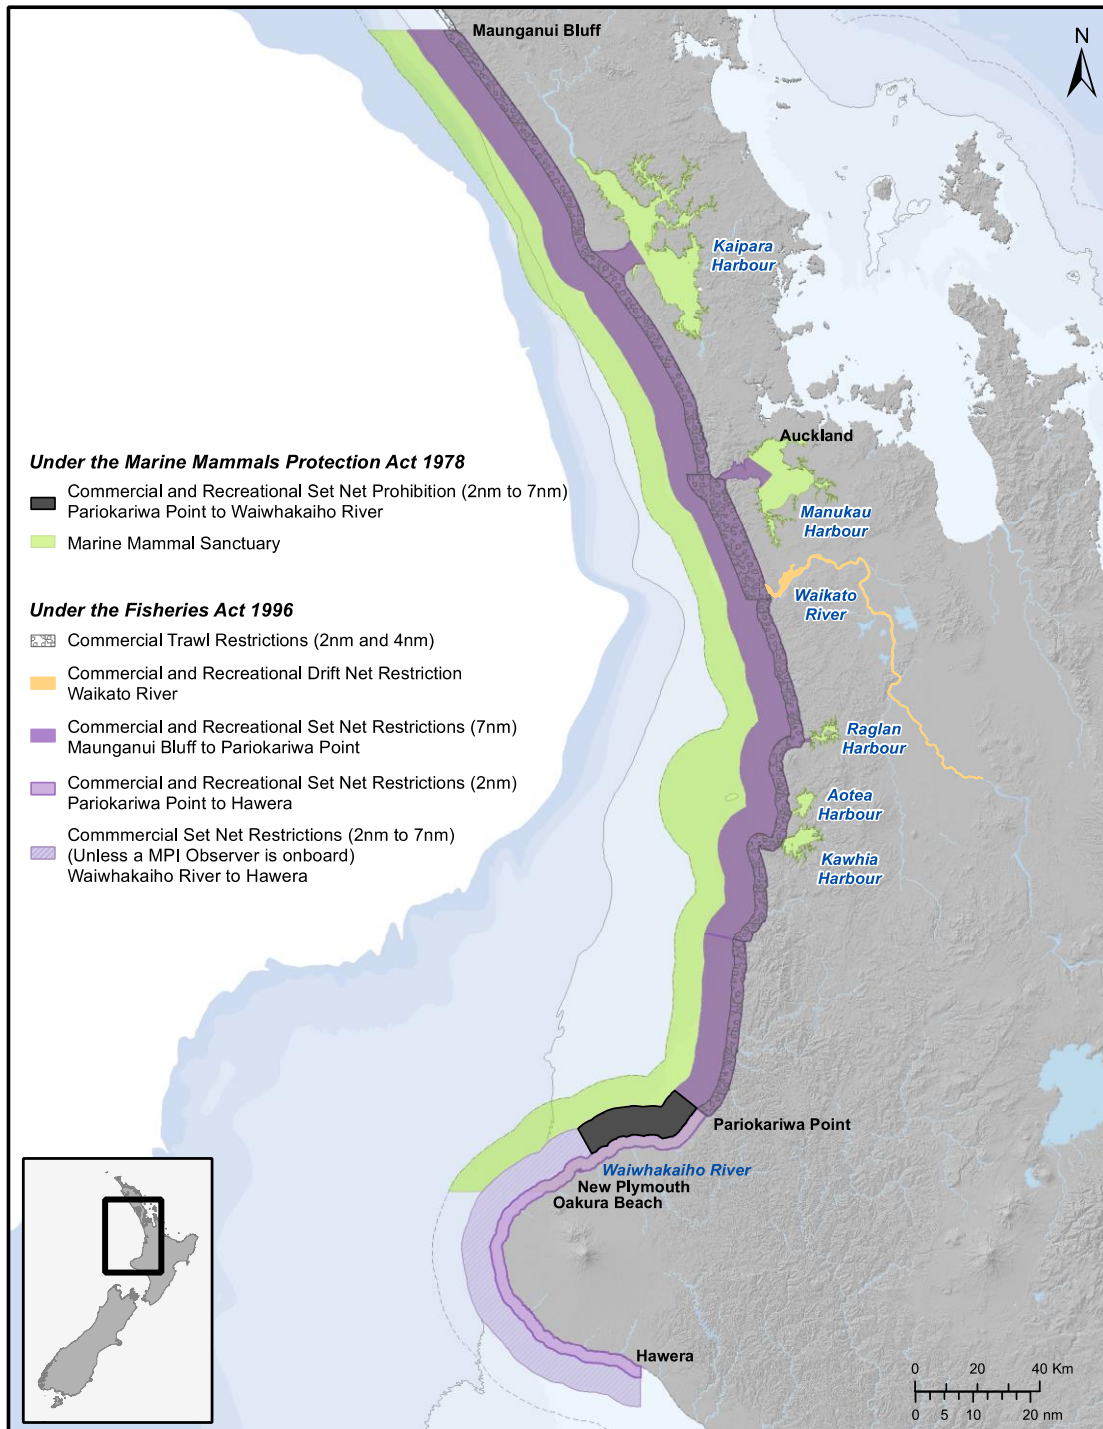 Maunganui Bluff
N
Kaipara
Harbour
Auckland
Under the Marine Mammals Protection Act 1978
Commercial and Recreational Set Net Prohibition (2nm to 7nm)
Pariokariwa Point to Waiwhakaiho River
Marine Mammal Sanctuary
Manukau
Harbour
Under the Fisheries Act 1996
Commercial Trawl Restrictions (2nm and 4nm)
Commercial and Recreational Drift Net Restriction
Waikato River
Commercial and Recreational Set Net Restrictions (7nm)
Maunganui Bluff to Pariokariwa Point
Commercial and Recreational Set Net Restrictions (2nm)
Pariokariwa Point to Hawera
Commmercial Set Net Restrictions (2nm to 7nm)
(Unless a MPI Observer is onboard)
Waiwhakaiho River to Hawera
Waikato
River
Raglan
Harbour
Aotea
Harbour
Kawhia
Harbour
Pariokariwa Point
Waiwhakaiho River
New Plymouth
Oakura Beach
Hawera
0 20 40 Km
0 5 10 20 nm